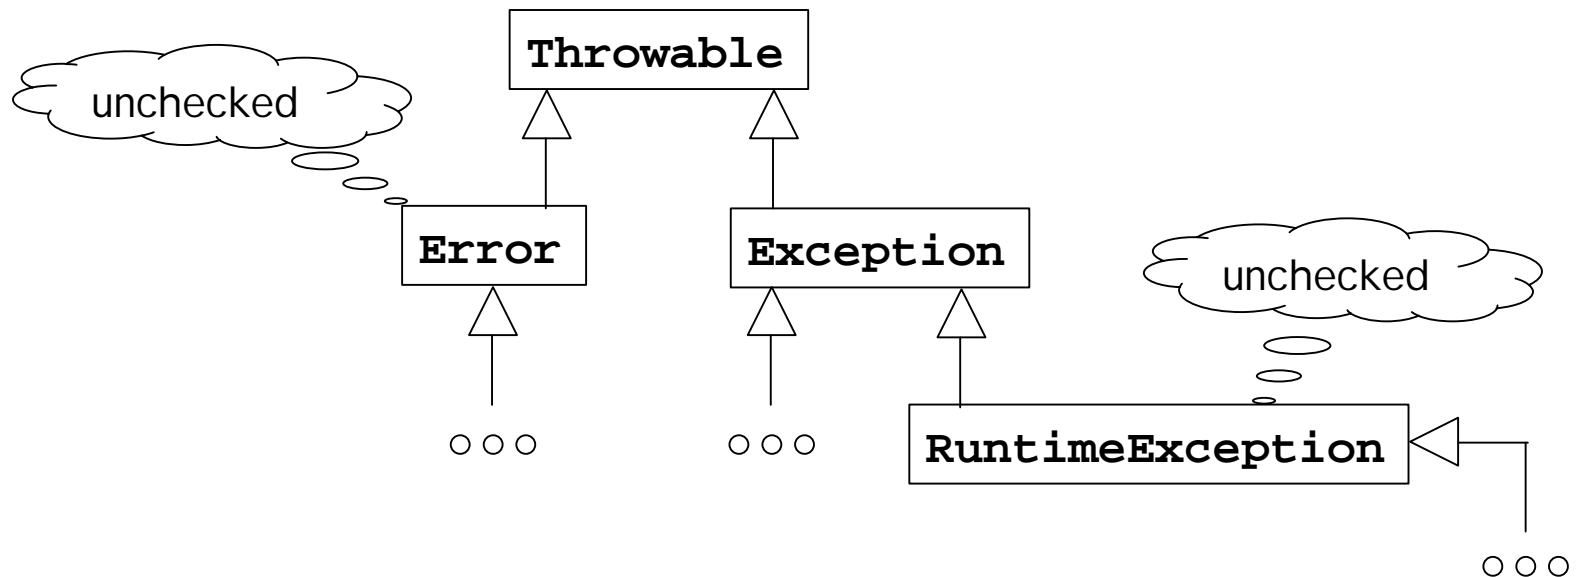 Throwable
unchecked
Error
Exception
unchecked
RuntimeException